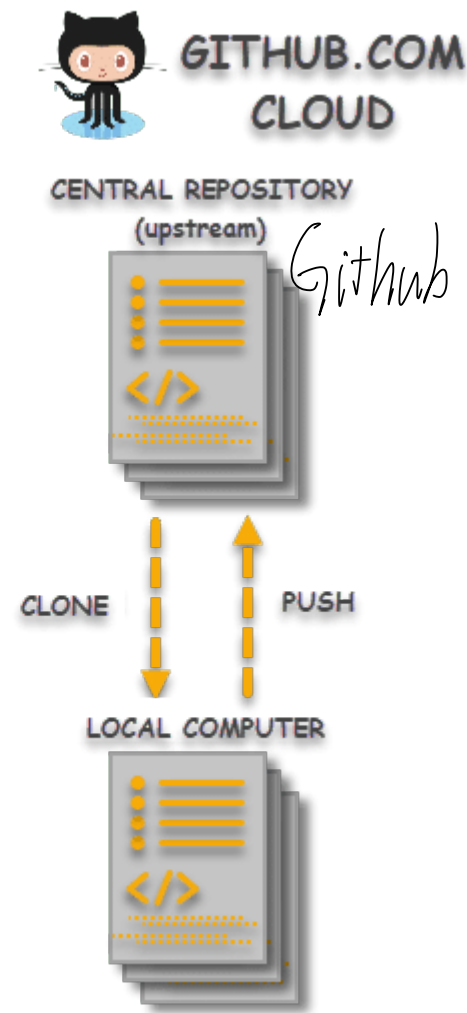 GITHUB.COM
CLOUD
CENTRAL REPOSITORY
(upstream)
Github
</>
CLONE
PUSH
LOCAL COMPUTER
</>